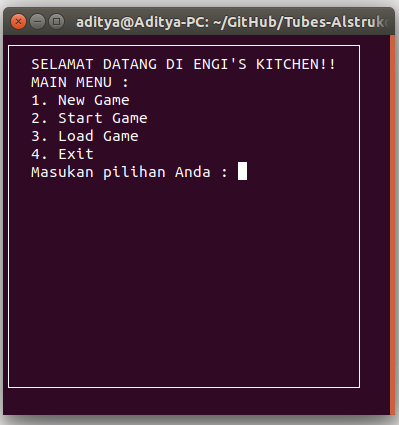 aditya@Aditya-PC: ~/GitHub/Tubes-Alstruk
SELAMAT DATANG DI ENGI'S KITCHEN!!
MAIN MENU :
1. New Game
2. Start Game
3. Load Game
4. Exit
Masukan pilihan Anda :